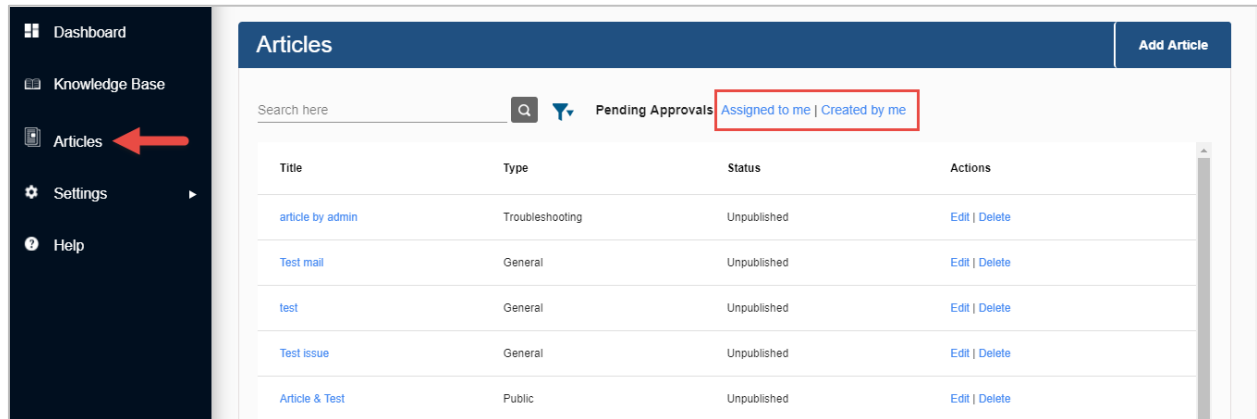 Dashboard
Knowledge Base
Articles
Settings
Help
Articles
Add Article
Search here
Pending Approvals Assigned to me | Created by me
Title Type Status Actions
article by admin Troubleshooting Unpublished Edit | Delete
Test mail General Unpublished Edit | Delete
test General Unpublished Edit | Delete
Test issue General Unpublished Edit | Delete
Article & Test Public Unpublished Edit | Delete